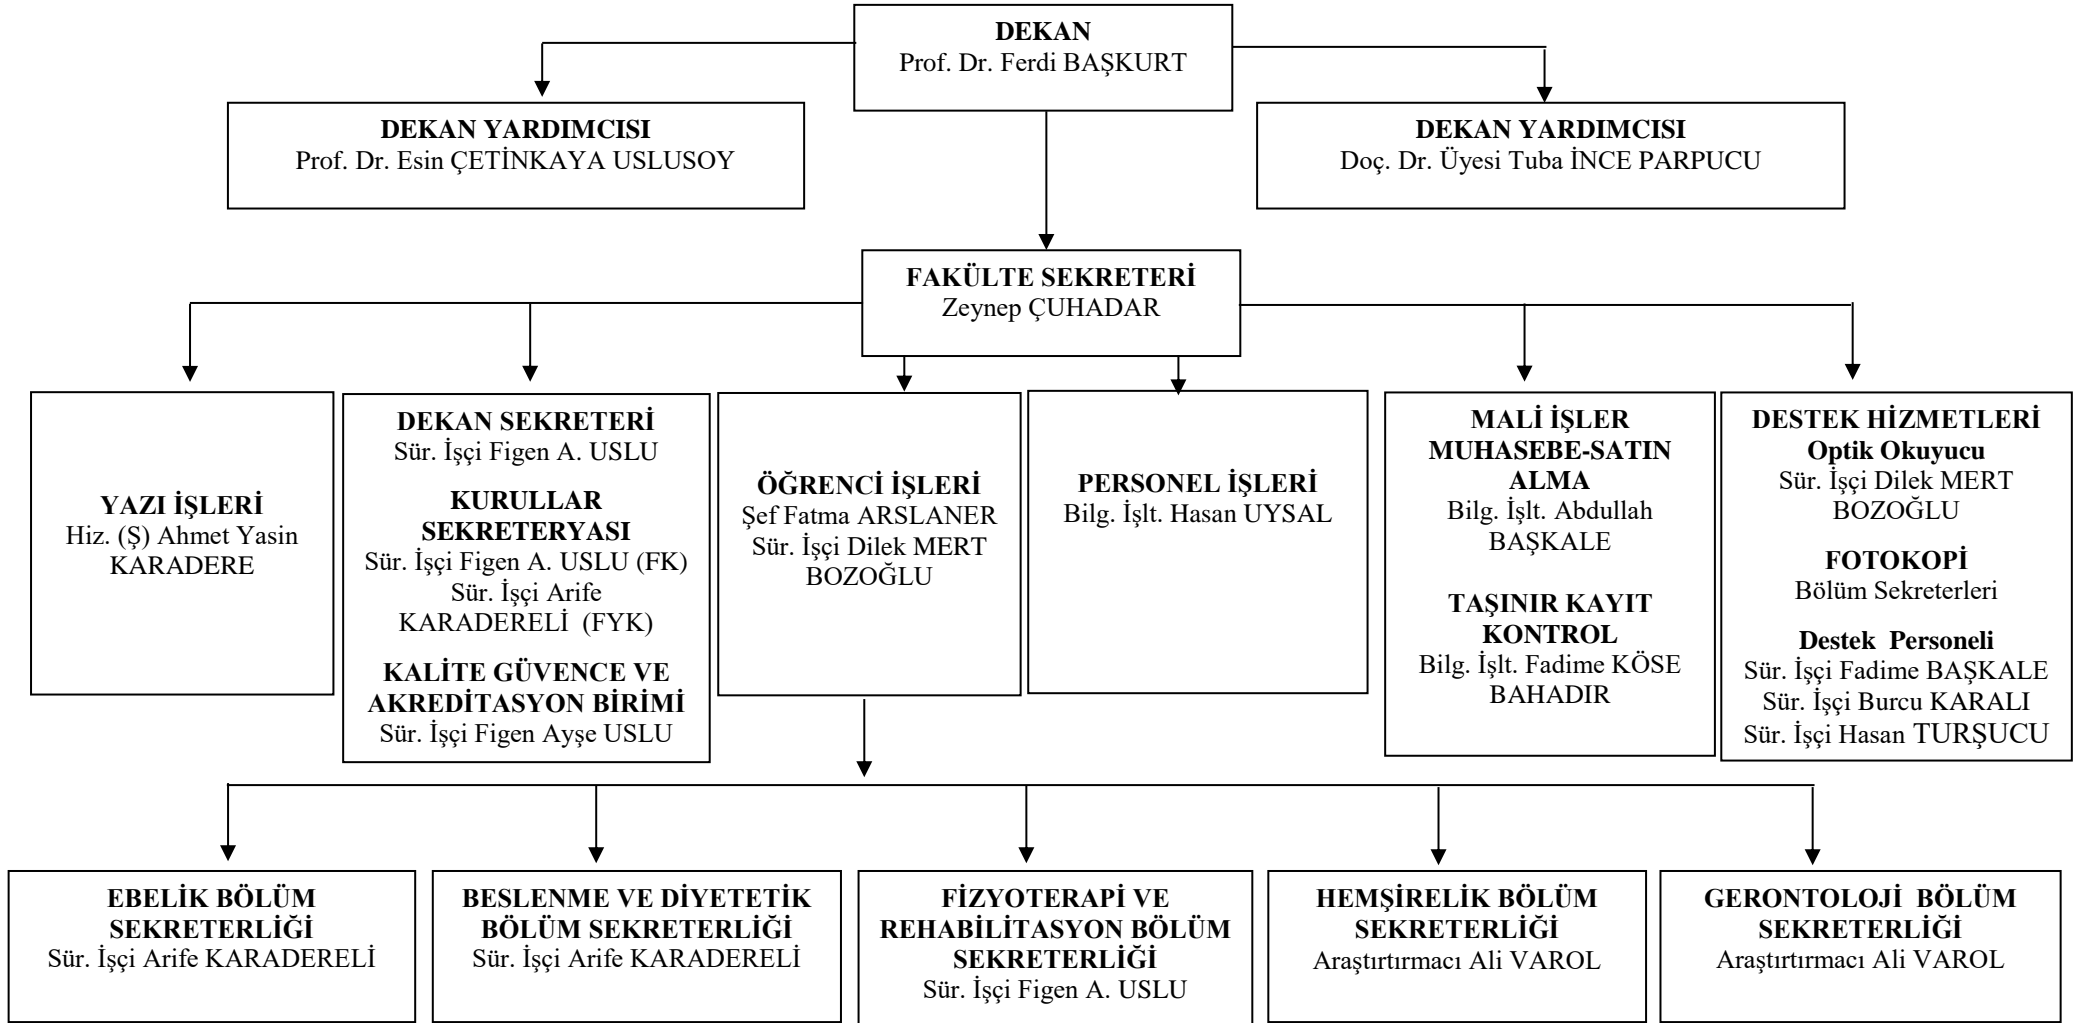 DEKAN
Prof. Dr. Ferdi BAŞKURT
DEKAN YARDIMCISI
Prof. Dr. Esin ÇETİNKAYA USLUSOY
DEKAN YARDIMCISI
Doç. Dr. Üyesi Tuba İNCE PARPUCU
FAKÜLTE SEKRETERİ
Zeynep ÇUHADAR
YAZI İŞLERİ
Hiz. (Ş) Ahmet Yasin
KARADERE
DEKAN SEKRETERİ
Sür. İşçi Figen A. USLU
KURULLAR
SEKRETERYASI
Sür. İşçi Figen A. USLU (FK)
Sür. İşçi Arife
KARADERELİ (FYK)
KALİTE GÜVENCE VE
AKREDİTASYON BİRİMİ
Sür. İşçi Figen Ayşe USLU
ÖĞRENCİ İŞLERİ
Şef Fatma ARSLANER
Sür. İşçi Dilek MERT
BOZOĞLU
PERSONEL İŞLERİ
Bilg. İşlt. Hasan UYSAL
MALİ İŞLER
MUHASEBE-SATIN
ALMA
Bilg. İşlt. Abdullah
BAŞKALE
TAŞINIR KAYIT
KONTROL
Bilg. İşlt. Fadime KÖSE
BAHADIR
DESTEK HİZMETLERİ
Optik Okuyucu
Sür. İşçi Dilek MERT
BOZOĞLU
FOTOKOPİ
Bölüm Sekreterleri
Destek Personeli
Sür. İşçi Fadime BAŞKALE
Sür. İşçi Burcu KARALI
Sür. İşçi Hasan TURŞUCU
EBELİK BÖLÜM
SEKRETERLİĞİ
Sür. İşçi Arife KARADERELİ
BESLENME VE DİYETETİK
BÖLÜM SEKRETERLİĞİ
Sür. İşçi Arife KARADERELİ
FİZYOTERAPİ VE
REHABİLİTASYON BÖLÜM
SEKRETERLİĞİ
Sür. İşçi Figen A. USLU
HEMŞİRELİK BÖLÜM
SEKRETERLİĞİ
Araştırtırmacı Ali VAROL
GERONTOLOJİ BÖLÜM
SEKRETERLİĞİ
Araştırtırmacı Ali VAROL